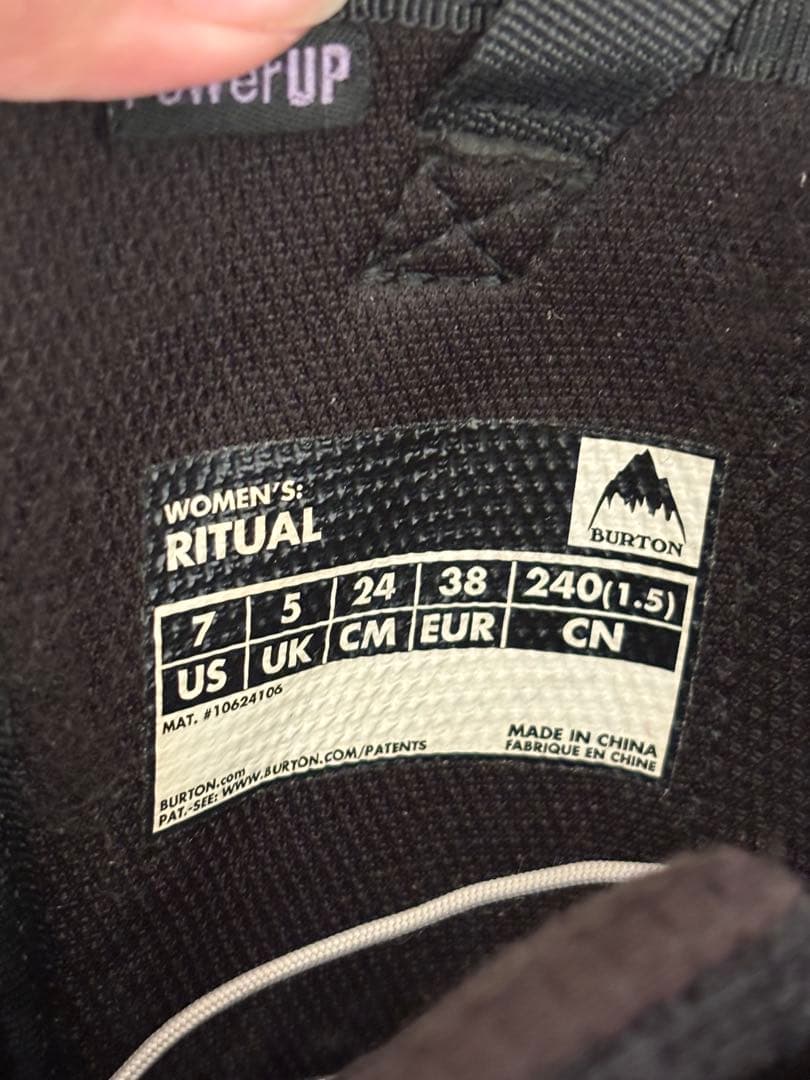 PowerUP
WOMEN'S:
RITUAL
BURTON
7 5 24 38 240(1.5)
US UK CM EUR CN
MAT. #10624106
BURTON.com
PAT.-SEE: WWW.BURTON.COM/PATENTS
MADE IN CHINA
FABRIQUE EN CHINE